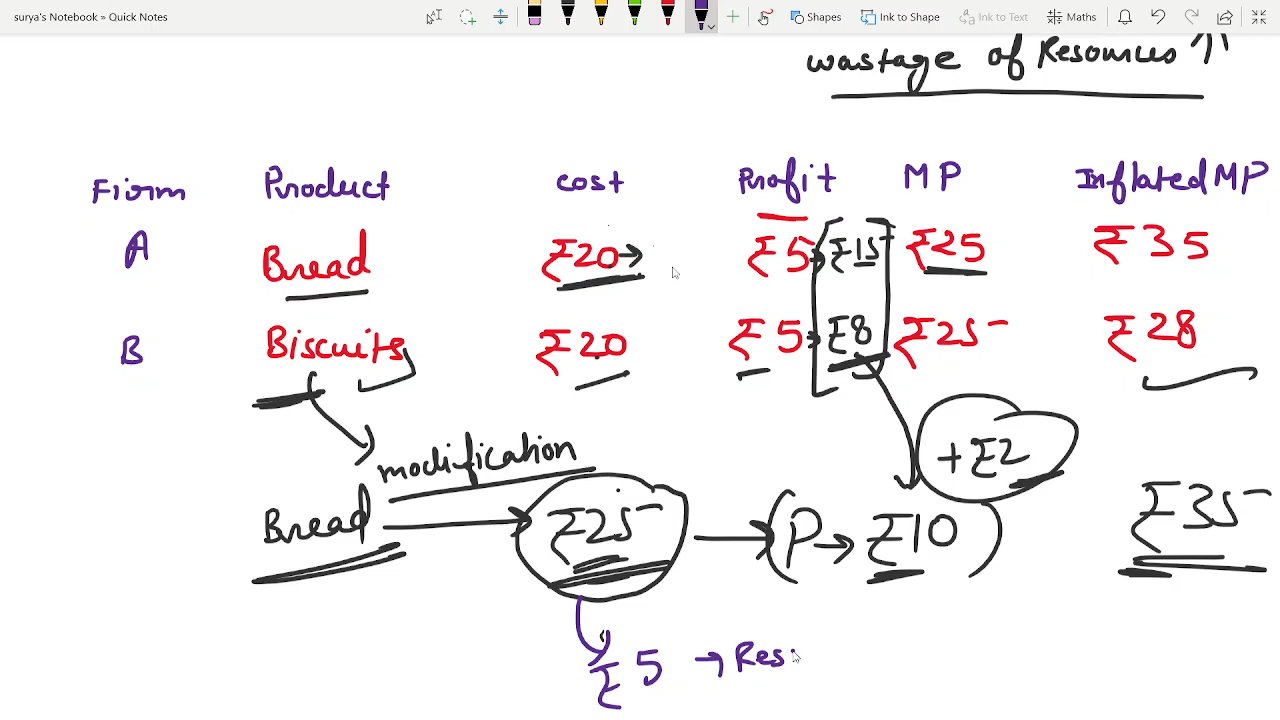 surya's Notebook » Quick Notes
Shapes Ink to Shape Ink to Text Maths
wastage of Resources ↑↑
Fiorm Product cost Profit MP Inflated MP
A Bread ₹20 → ₹5 → ₹15 ₹25 ₹35
B Biscuits ₹20 ₹5 → ₹8 ₹25 ₹28
modification + ₹2
Bread → ₹25 → (P → ₹10) ₹35
₹5 → Res